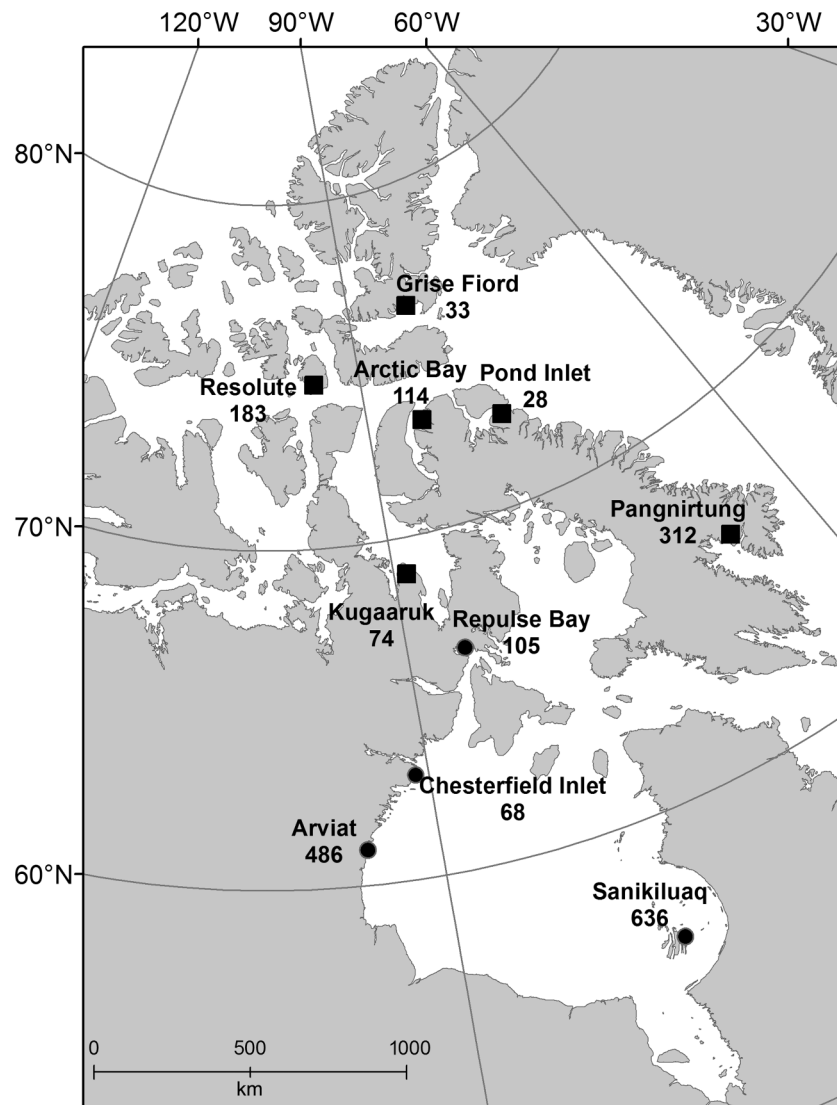 120°W 90°W 60°W 30°W
80°N
Grise Fiord
33
Arctic Bay
114
Pond Inlet
28
Resolute
183
Pangnirtung
312
70°N
Kugaaruk
74
Repulse Bay
105
Chesterfield Inlet
68
Arviat
486
60°N
Sanikiluaq
636
0 500 1000
km